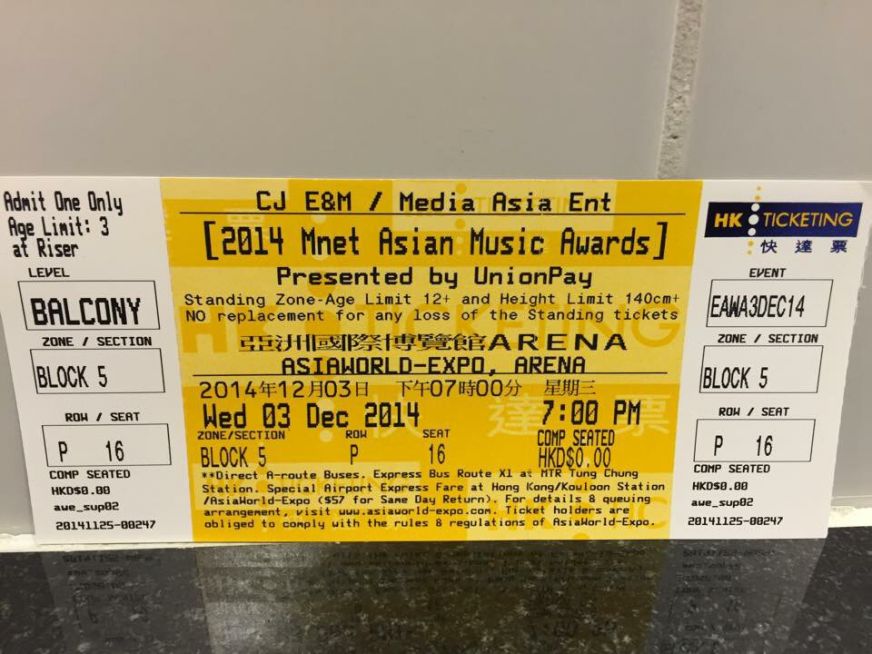 Admit One Only
Age Limit: 3
at Riser
LEVEL
BALCONY
ZONE / SECTION
BLOCK 5
ROW / SEAT
P 16
COMP SEATED
HKD$0.00
awe_sup02
20141125-00247
CJ E&M / Media Asia Ent
[2014 Mnet Asian Music Awards]
Presented by UnionPay
Standing Zone-Age Limit 12+ and Height Limit 140cm+
NO replacement for any loss of the Standing tickets
亞洲國際博覽館ARENA
ASIAWORLD-EXPO, ARENA
2014年12月03日 下午07時00分 星期三
Wed 03 Dec 2014 7:00 PM
ZONE/SECTION ROW SEAT COMP SEATED
BLOCK 5 P 16 HKD$0.00
**Direct A-route Buses. Express Bus Route X1 at MTR Tung Chung
Station. Special Airport Express Fare at Hong Kong/Kowloon Station
/AsiaWorld-Expo ($57 for Same Day Return). For details & queuing
arrangement, visit www.asiaworld-expo.com. Ticket holders are
obliged to comply with the rules & regulations of AsiaWorld-Expo.
HK TICKETING
快達票
EVENT
EAWA3DEC14
ZONE / SECTION
BLOCK 5
ROW / SEAT
P 16
COMP SEATED
HKD$0.00
awe_sup02
20141125-00247